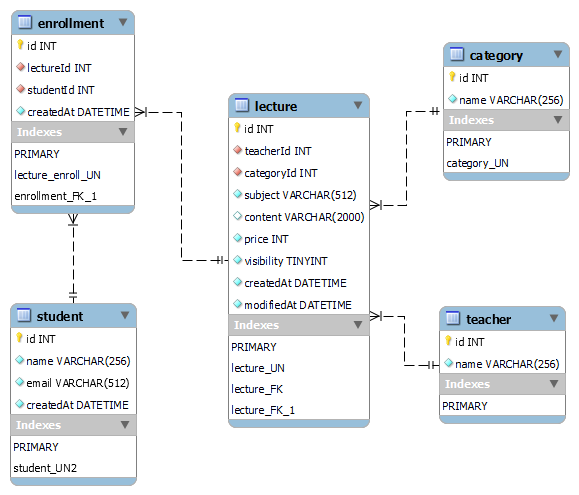 enrollment
id INT
lectureId INT
studentId INT
createdAt DATETIME
Indexes
PRIMARY
lecture_enroll_UN
enrollment_FK_1
student
id INT
name VARCHAR(256)
email VARCHAR(512)
createdAt DATETIME
Indexes
PRIMARY
student_UN2
lecture
id INT
teacherId INT
categoryId INT
subject VARCHAR(512)
content VARCHAR(2000)
price INT
visibility TINYINT
createdAt DATETIME
modifiedAt DATETIME
Indexes
PRIMARY
lecture_UN
lecture_FK
lecture_FK_1
category
id INT
name VARCHAR(256)
Indexes
PRIMARY
category_UN
teacher
id INT
name VARCHAR(256)
Indexes
PRIMARY